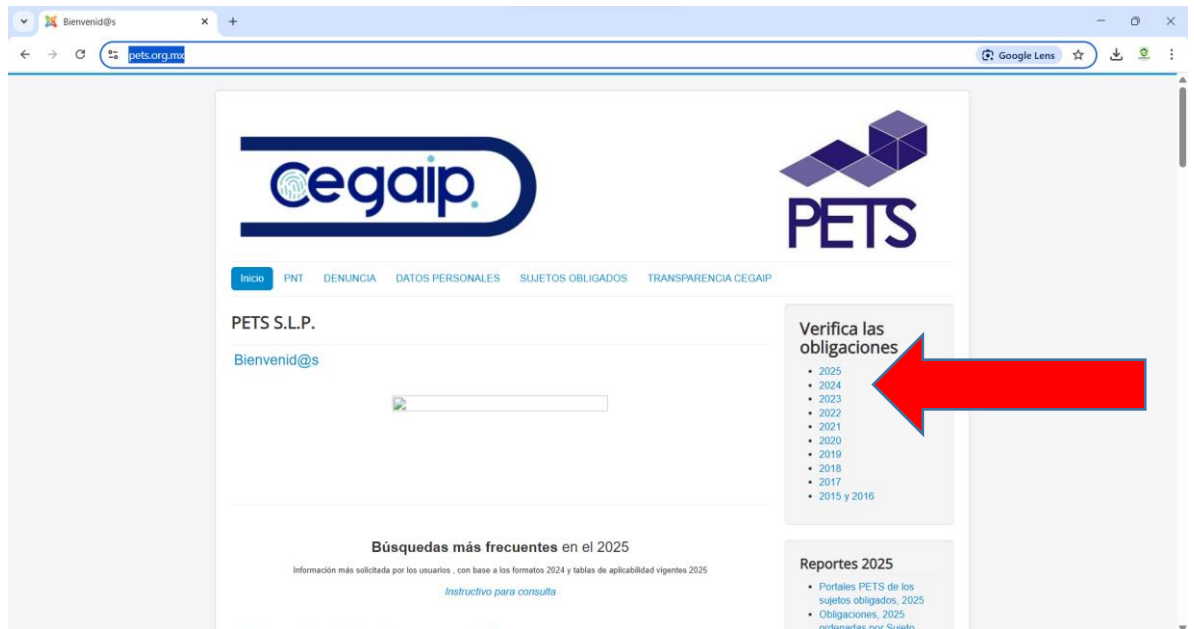 Bienvenid@s
pets.org.mx
Google Lens
cegaip.
PETS
Inicio PNT DENUNCIA DATOS PERSONALES SUJETOS OBLIGADOS TRANSPARENCIA CEGAIP
PETS S.L.P.
Bienvenid@s
Búsquedas más frecuentes en el 2025
Información más solicitada por los usuarios , con base a los formatos 2024 y tablas de aplicabilidad vigentes 2025
Instructivo para consulta
Verifica las
obligaciones
2025
2024
2023
2022
2021
2020
2019
2018
2017
2015 y 2016
Reportes 2025
Portales PETS de los
sujetos obligados, 2025
Obligaciones, 2025
ordenadas por Sujeto